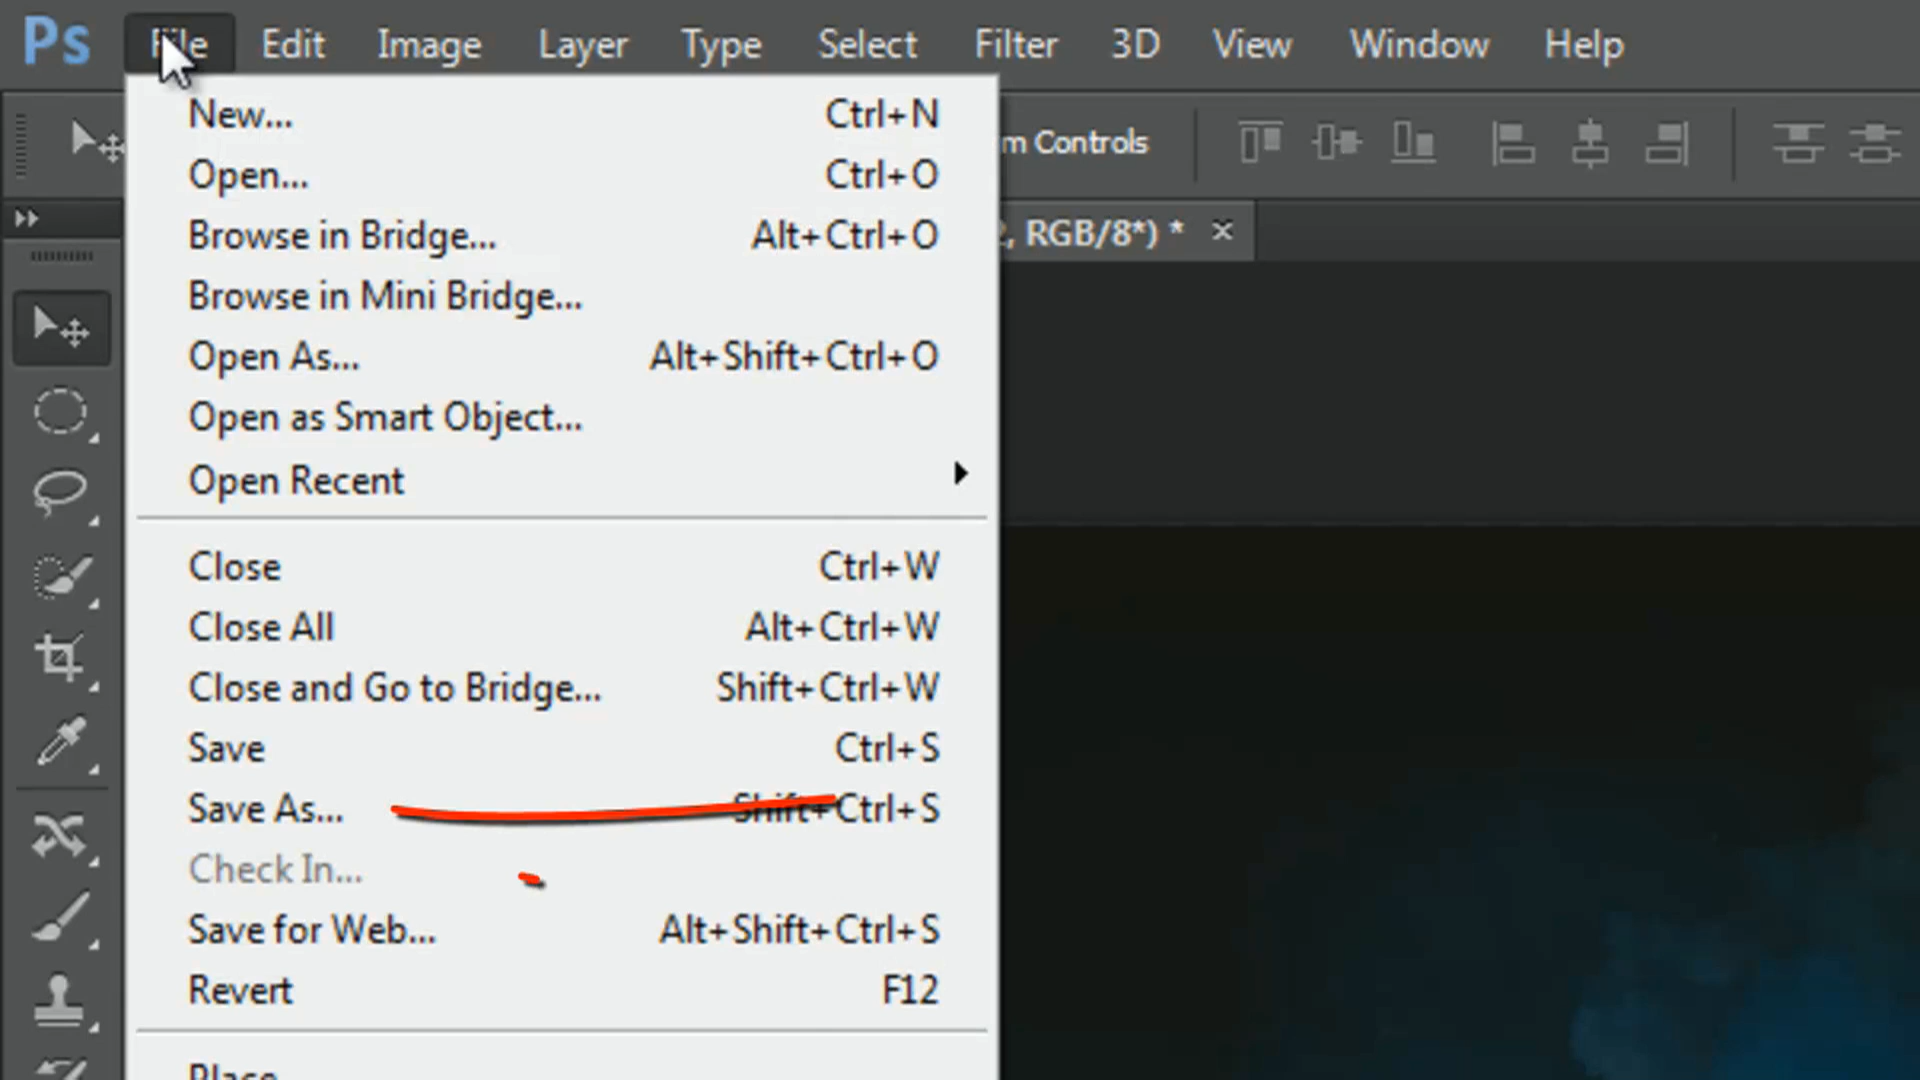 Ps File Edit Image Layer Type Select Filter 3D View Window Help
New... Ctrl+N
m Controls
Open... Ctrl+O
Browse in Bridge... Alt+Ctrl+O
, RGB/8*) * ×
Browse in Mini Bridge...
Open As... Alt+Shift+Ctrl+O
Open as Smart Object...
Open Recent
Close Ctrl+W
Close All Alt+Ctrl+W
Close and Go to Bridge... Shift+Ctrl+W
Save Ctrl+S
Save As... Shift+Ctrl+S
Check In...
Save for Web... Alt+Shift+Ctrl+S
Revert F12
Place